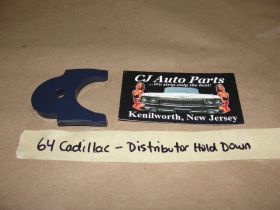 CJ Auto Parts
...We strip only the best!
Kenilworth, New Jersey
64 Cadillac - Distributor Hold Down